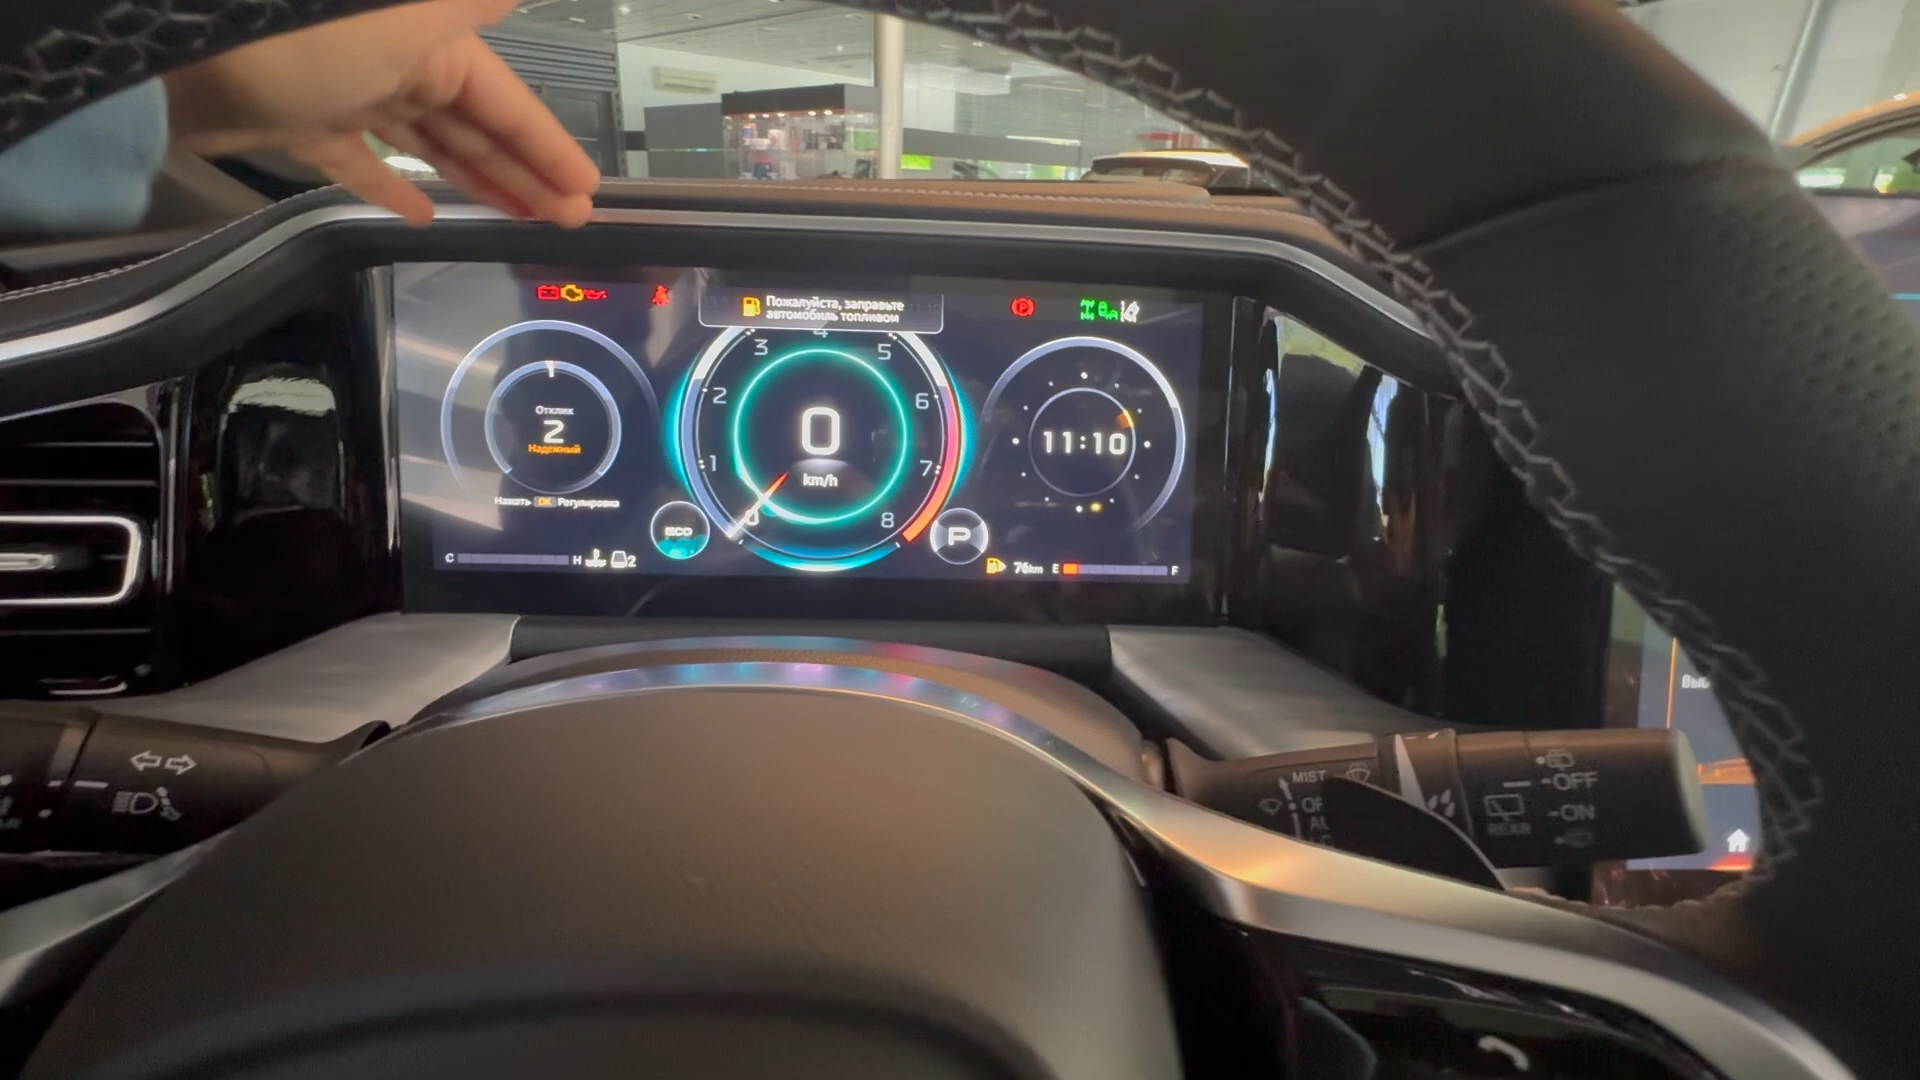 Пожалуйста, заправьте
автомобиль топливом
4
3
5
2
6
1
7
0
8
0
km/h
Отклик
2
Надежный
Нажать OK Регулировка
11:10
ECO
P
C
H
2
76km
E
F
MIST
OFF
ON
REAR